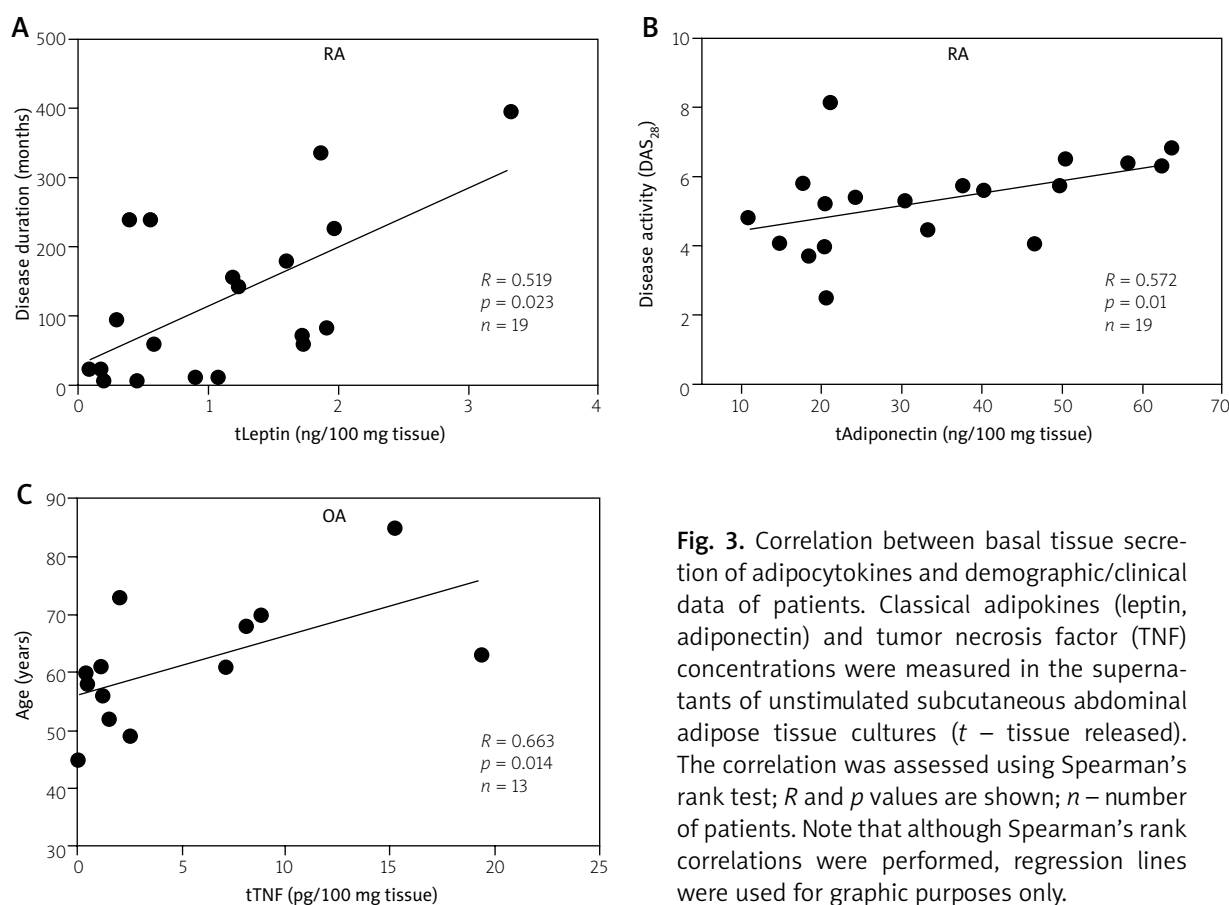 A
RA
500
400
300
200
100
0
Disease duration (months)
R = 0.519
p = 0.023
n = 19
0 1 2 3 4
tLeptin (ng/100 mg tissue)
B
RA
10
8
6
4
2
0
Disease activity (DAS28)
R = 0.572
p = 0.01
n = 19
10 20 30 40 50 60 70
tAdiponectin (ng/100 mg tissue)
C
OA
90
80
70
60
50
40
30
Age (years)
R = 0.663
p = 0.014
n = 13
0 5 10 15 20 25
tTNF (pg/100 mg tissue)
Fig. 3. Correlation between basal tissue secre-
tion of adipocytokines and demographic/clinical
data of patients. Classical adipokines (leptin,
adiponectin) and tumor necrosis factor (TNF)
concentrations were measured in the superna-
tants of unstimulated subcutaneous abdominal
adipose tissue cultures (t – tissue released).
The correlation was assessed using Spearman's
rank test; R and p values are shown; n – number
of patients. Note that although Spearman's rank
correlations were performed, regression lines
were used for graphic purposes only.